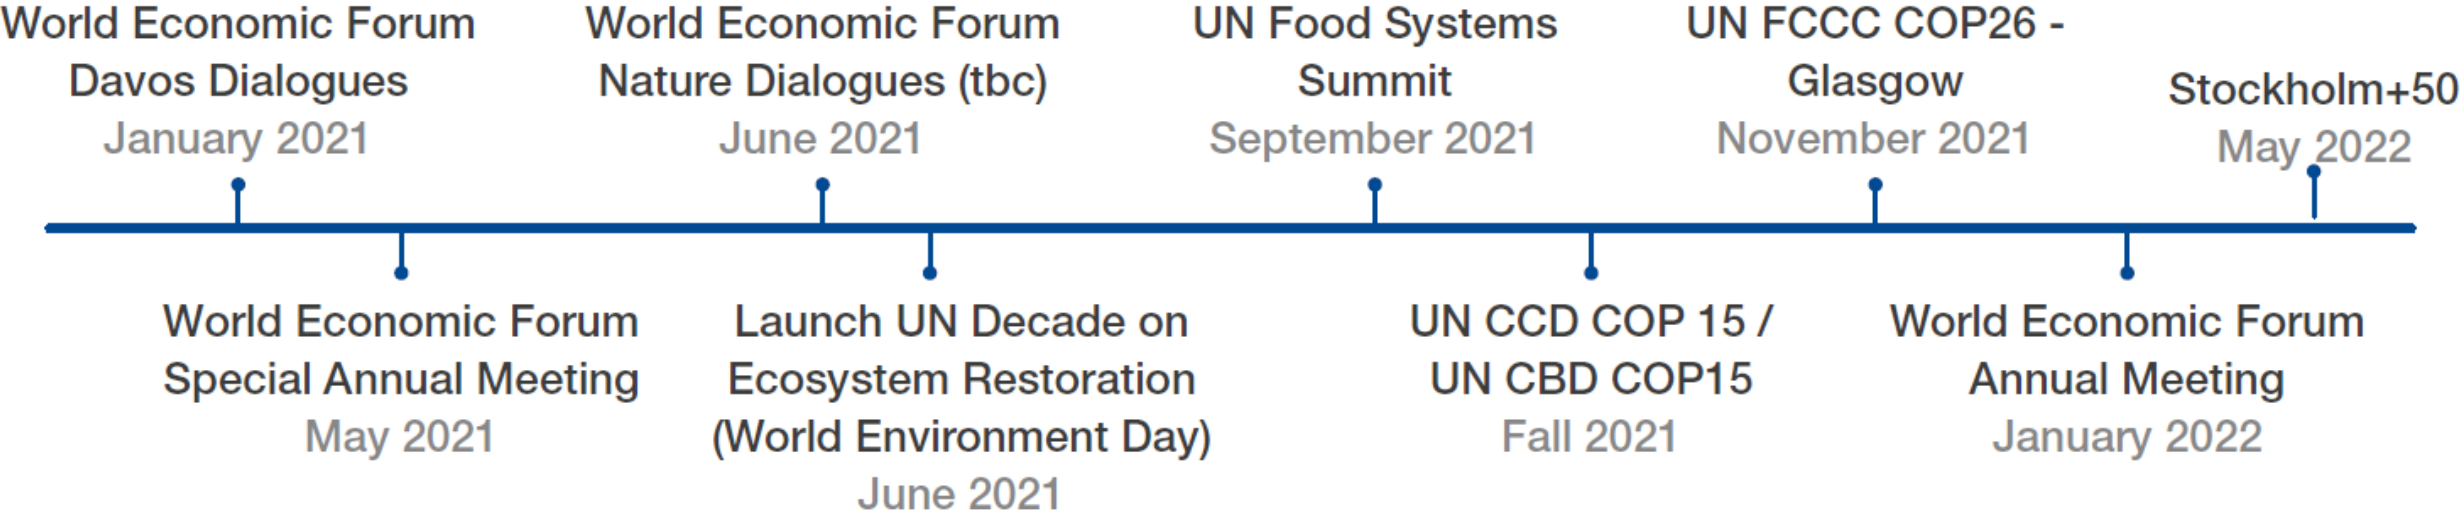 World Economic Forum
Davos Dialogues
January 2021
World Economic Forum
Nature Dialogues (tbc)
June 2021
UN Food Systems
Summit
September 2021
UN FCCC COP26 -
Glasgow
November 2021
Stockholm+50
May 2022
World Economic Forum
Special Annual Meeting
May 2021
Launch UN Decade on
Ecosystem Restoration
(World Environment Day)
June 2021
UN CCD COP 15 /
UN CBD COP15
Fall 2021
World Economic Forum
Annual Meeting
January 2022